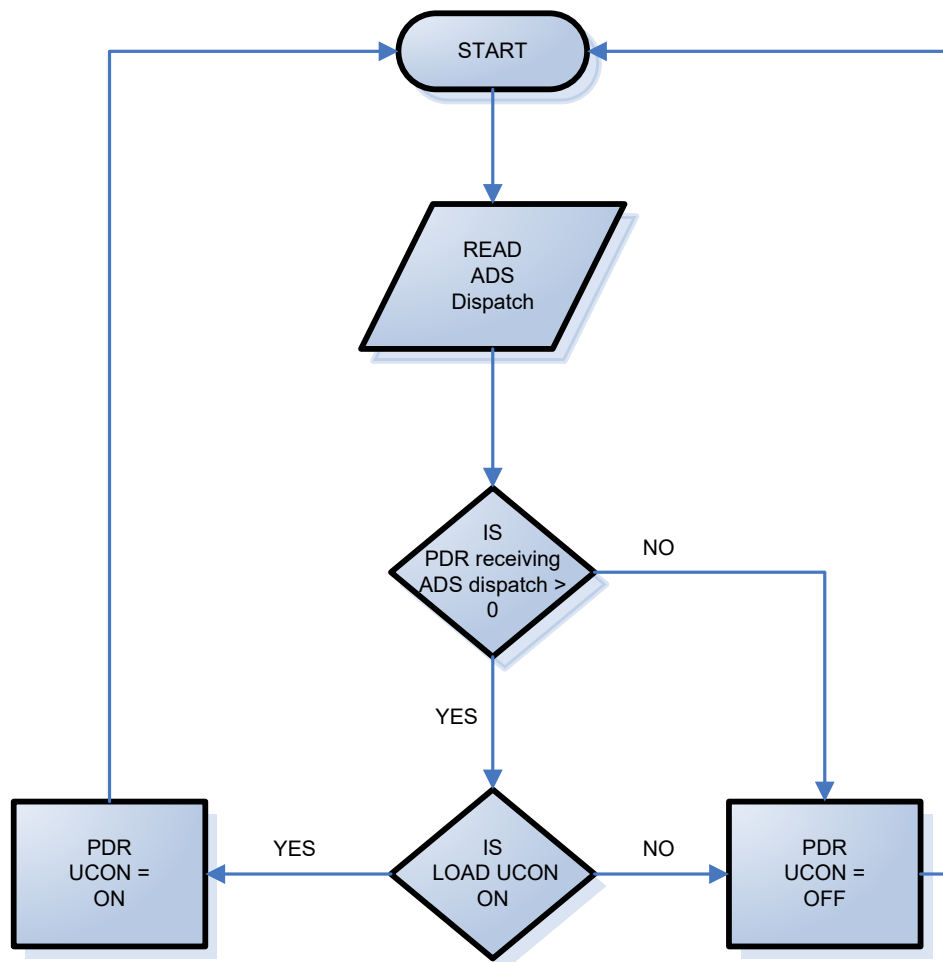 START
READ
ADS
Dispatch
IS
PDR receiving
ADS dispatch >
0
NO
YES
PDR
UCON =
ON
YES
IS
LOAD UCON
ON
NO
PDR
UCON =
OFF